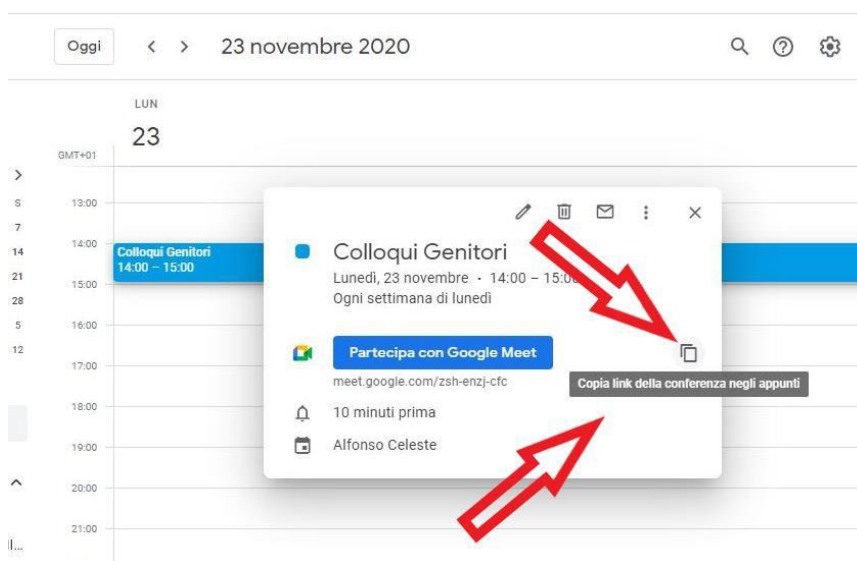 Oggi
23 novembre 2020
LUN
23
GMT+01
S
7
14
21
28
5
12
13:00
14:00
15:00
16:00
17:00
18:00
19:00
20:00
21:00
Colloqui Genitori
14:00 – 15:00
Colloqui Genitori
Lunedì, 23 novembre · 14:00 – 15:00
Ogni settimana di lunedì
Partecipa con Google Meet
meet.google.com/zsh-enzj-cfc
Copia link della conferenza negli appunti
10 minuti prima
Alfonso Celeste